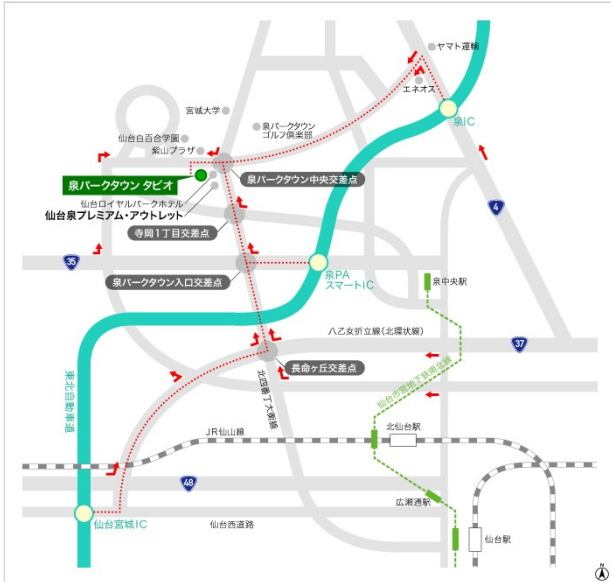 ヤマト運輸
エネオス
宮城大学
泉パークタウン
ゴルフ倶楽部
泉IC
仙台白百合学園
紫山プラザ
泉パークタウン タピオ
泉パークタウン中央交差点
仙台ロイヤルパークホテル
仙台泉プレミアム・アウトレット
4
寺岡1丁目交差点
35
泉パークタウン入口交差点
泉PA
スマートIC
泉中央駅
八乙女折立線(北環状線)
37
長命ヶ丘交差点
東北自動車道
北四番丁大衡線
仙台市営地下鉄南北線
JR仙山線
北仙台駅
48
広瀬通駅
仙台宮城IC
仙台西道路
仙台駅
N